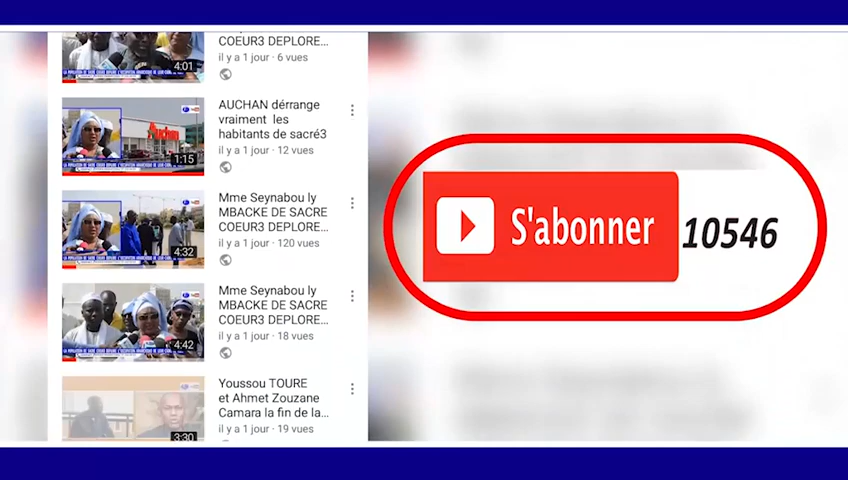 COEUR3 DEPLORE...
il y a 1 jour · 6 vues
4:01
AUCHAN dérrange
vraiment les
habitants de sacré3
il y a 1 jour · 12 vues
Auchan
1:15
Mme Seynabou ly
MBACKE DE SACRE
COEUR3 DEPLORE...
il y a 1 jour · 120 vues
4:32
Mme Seynabou ly
MBACKE DE SACRE
COEUR3 DEPLORE...
il y a 1 jour · 18 vues
4:42
Youssou TOURE
et Ahmet Zouzane
Camara la fin de la...
il y a 1 jour · 19 vues
3:30
S'abonner 10546